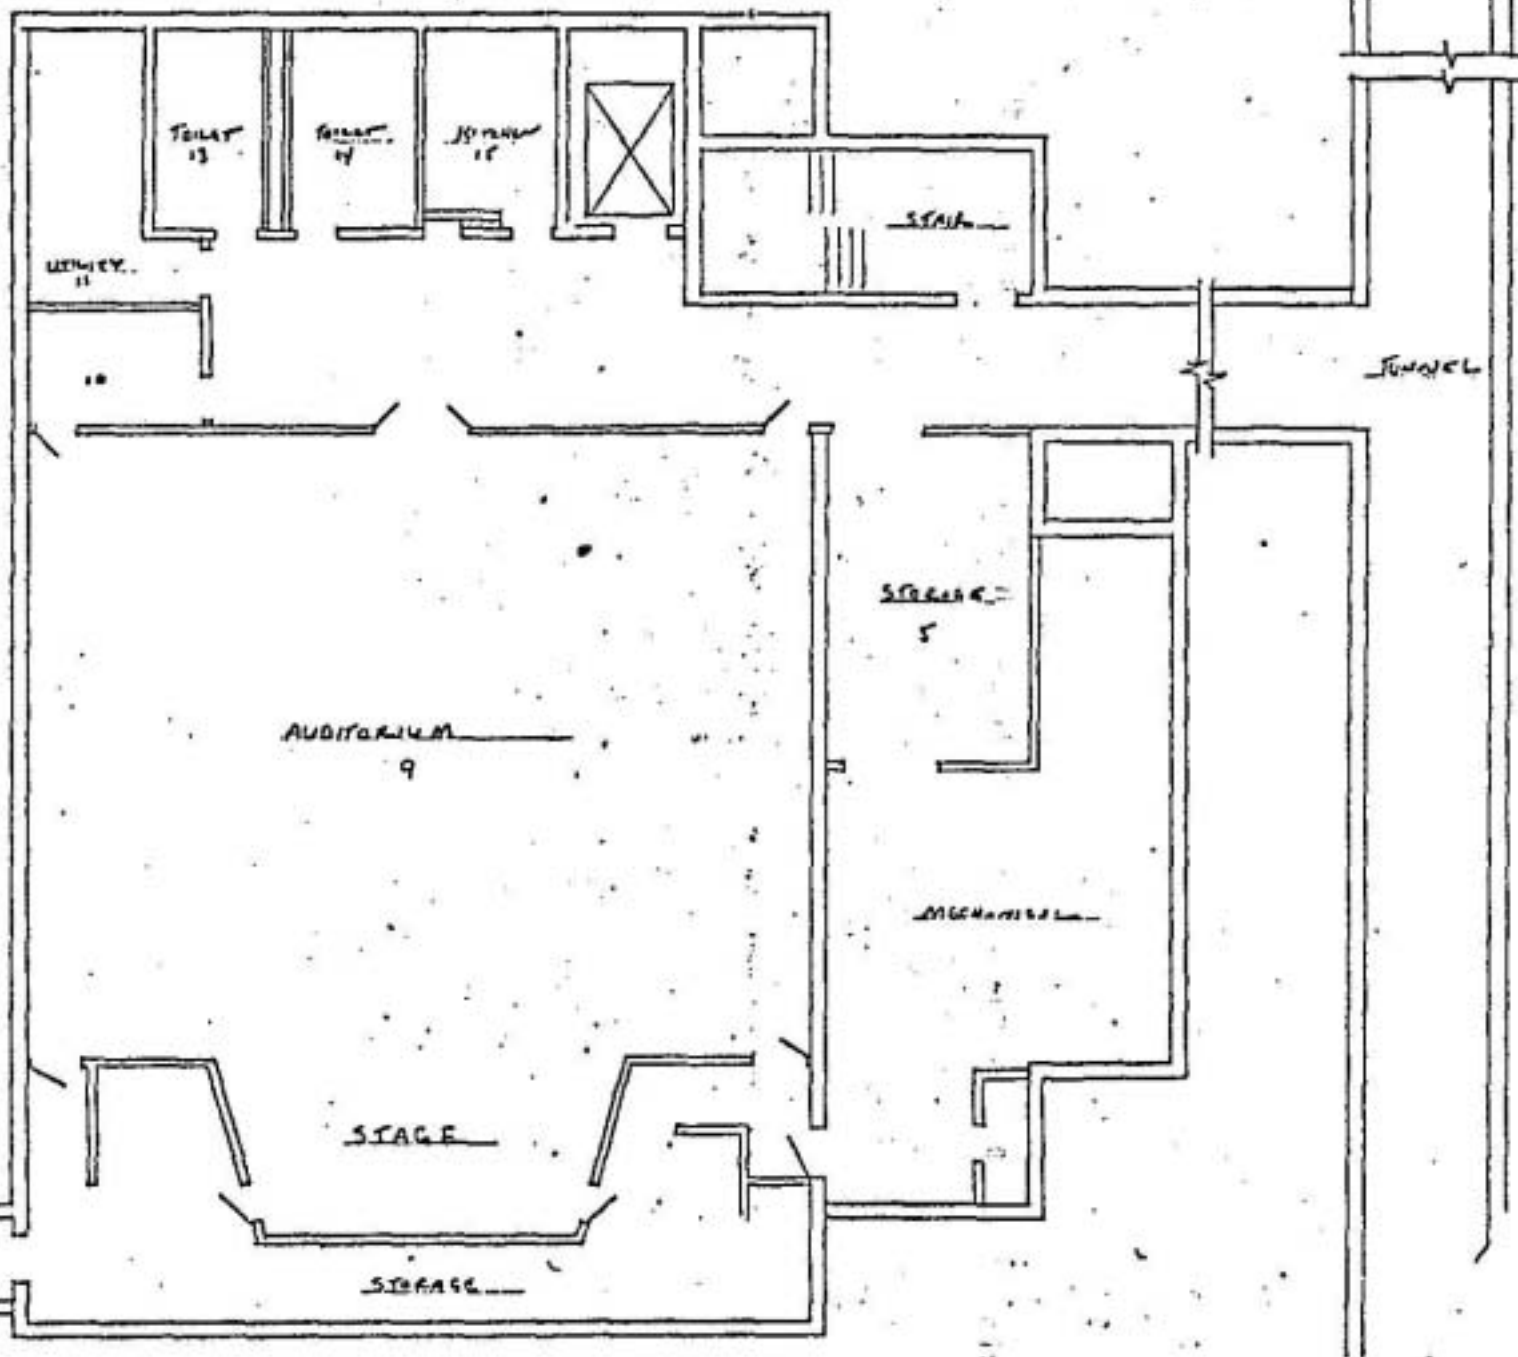 TOILET
13
TOILET
14
KITCHEN
15
STAIR
UTILITY
11
10
TUNNEL
STORAGE
5
AUDITORIUM
9
MECHANICAL
STAGE
STORAGE